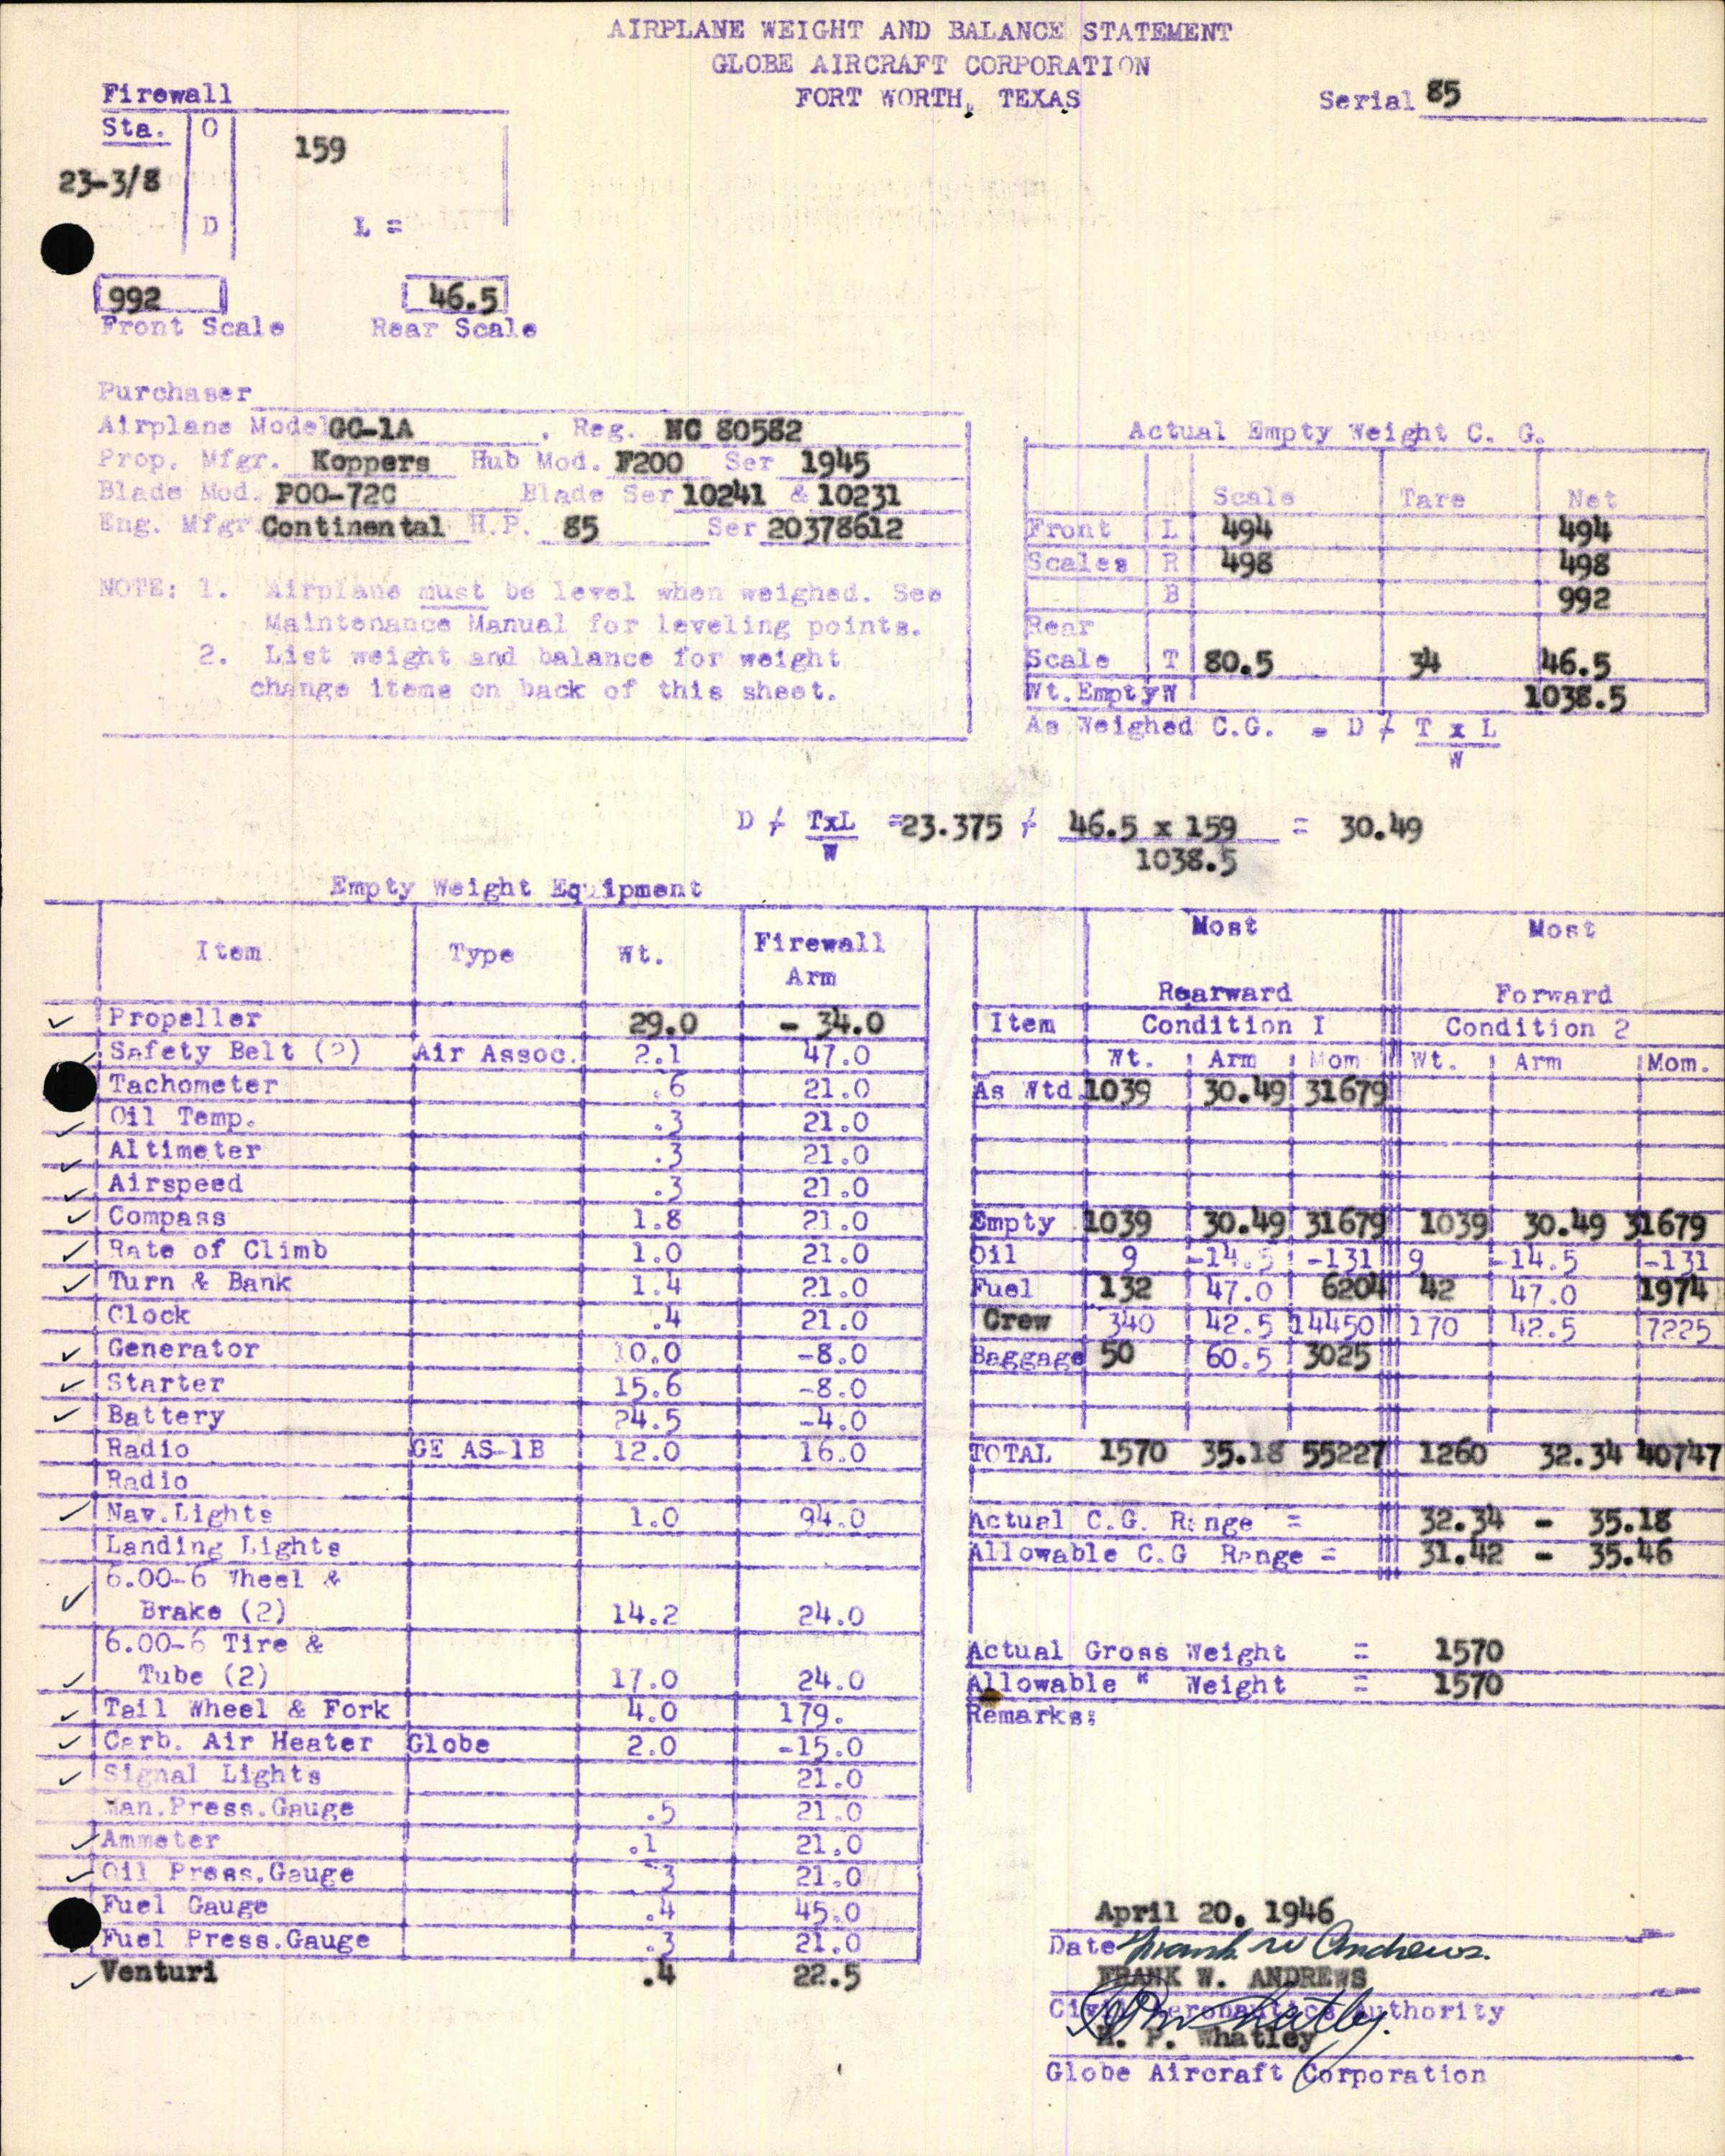 AIRPLANE WEIGHT AND BALANCE STATEMENT
GLOBE AIRCRAFT CORPORATION
FORT WORTH, TEXAS
Serial 85
Firewall
Sta. O 159
23-3/8
D L =
992 46.5
Front Scale Rear Scale
Purchaser
Airplane Model GC-1A . Reg. NC 80582
Prop. Mfgr. Koppers Hub Mod. F200 Ser 1945
Blade Mod. P00-72C Blade Ser 10241 & 10231
Eng. Mfgr Continental H.P. 85 Ser 20378612
NOTE: 1. Airplane must be level when weighed. See
Maintenance Manual for leveling points.
2. List weight and balance for weight
change items on back of this sheet.
Actual Empty Weight C. G.
Scale Tare Net
Front L 494 494
Scales R 498 498
B 992
Rear
Scale T 80.5 34 46.5
Wt.Empty W 1038.5
As Weighed C.G. = D / T x L
W
D / TxL =23.375 / 46.5 x 159 = 30.49
W 1038.5
Empty Weight Equipment
Item Type Wt. Firewall
Arm
✓ Propeller 29.0 - 34.0
✓ Safety Belt (2) Air Assoc. 2.1 47.0
Tachometer .6 21.0
✓ Oil Temp. .3 21.0
✓ Altimeter .3 21.0
✓ Airspeed .3 21.0
✓ Compass 1.8 21.0
✓ Rate of Climb 1.0 21.0
✓ Turn & Bank 1.4 21.0
Clock .4 21.0
✓ Generator 10.0 -8.0
✓ Starter 15.6 -8.0
✓ Battery 24.5 -4.0
Radio GE AS-1B 12.0 16.0
Radio
✓ Nav.Lights 1.0 94.0
Landing Lights
6.00-6 Wheel &
✓ Brake (2) 14.2 24.0
6.00-6 Tire &
✓ Tube (2) 17.0 24.0
✓ Tail Wheel & Fork 4.0 179.
✓ Carb. Air Heater Globe 2.0 -15.0
✓ Signal Lights 21.0
Man.Press.Gauge .5 21.0
✓ Ammeter .1 21.0
✓ Oil Press.Gauge .3 21.0
Fuel Gauge .4 45.0
Fuel Press.Gauge .3 21.0
✓ Venturi .4 22.5
Most Most
Rearward Forward
Item Condition I Condition 2
Wt. Arm Mom Wt. Arm Mom.
As Wtd. 1039 30.49 31679
Empty 1039 30.49 31679 1039 30.49 31679
Oil 9 -14.5 -131 9 -14.5 -131
Fuel 132 47.0 6204 42 47.0 1974
Crew 340 42.5 14450 170 42.5 7225
Baggage 50 60.5 3025
TOTAL 1570 35.18 55227 1260 32.34 40747
Actual C.G. Range = 32.34 - 35.18
Allowable C.G Range = 31.42 - 35.46
Actual Gross Weight = 1570
Allowable " Weight = 1570
Remarks:
April 20. 1946
Date Frank W Andrews.
FRANK W. ANDREWS
Civil Aeronautics Authority
H. P. Whatley
Globe Aircraft Corporation